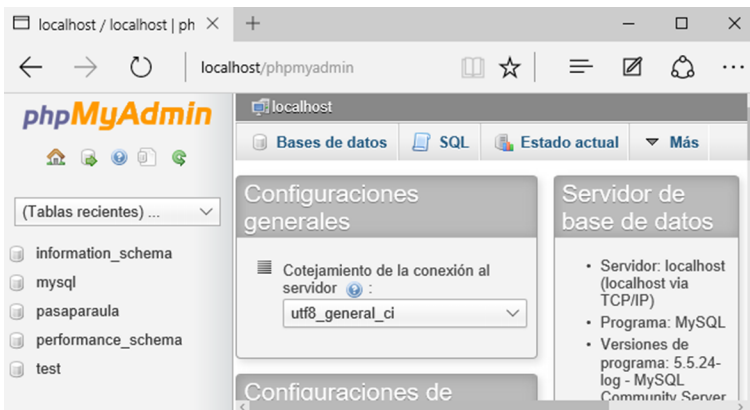 localhost / localhost | ph
localhost/phpmyadmin
phpMyAdmin
(Tablas recientes) ...
information_schema
mysql
pasaparaula
performance_schema
test
localhost
Bases de datos
SQL
Estado actual
Más
Configuraciones
generales
Cotejamiento de la conexión al
servidor :
utf8_general_ci
Configuraciones de
Servidor de
base de datos
• Servidor: localhost
(localhost via
TCP/IP)
• Programa: MySQL
• Versiones de
programa: 5.5.24-
log - MySQL
Community Server